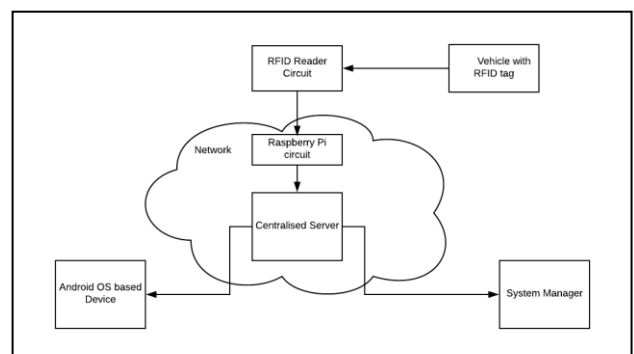 RFID Reader
Circuit
Vehicle with
RFID tag
Network
Raspberry Pi
circuit
Centralised Server
Android OS based
Device
System Manager